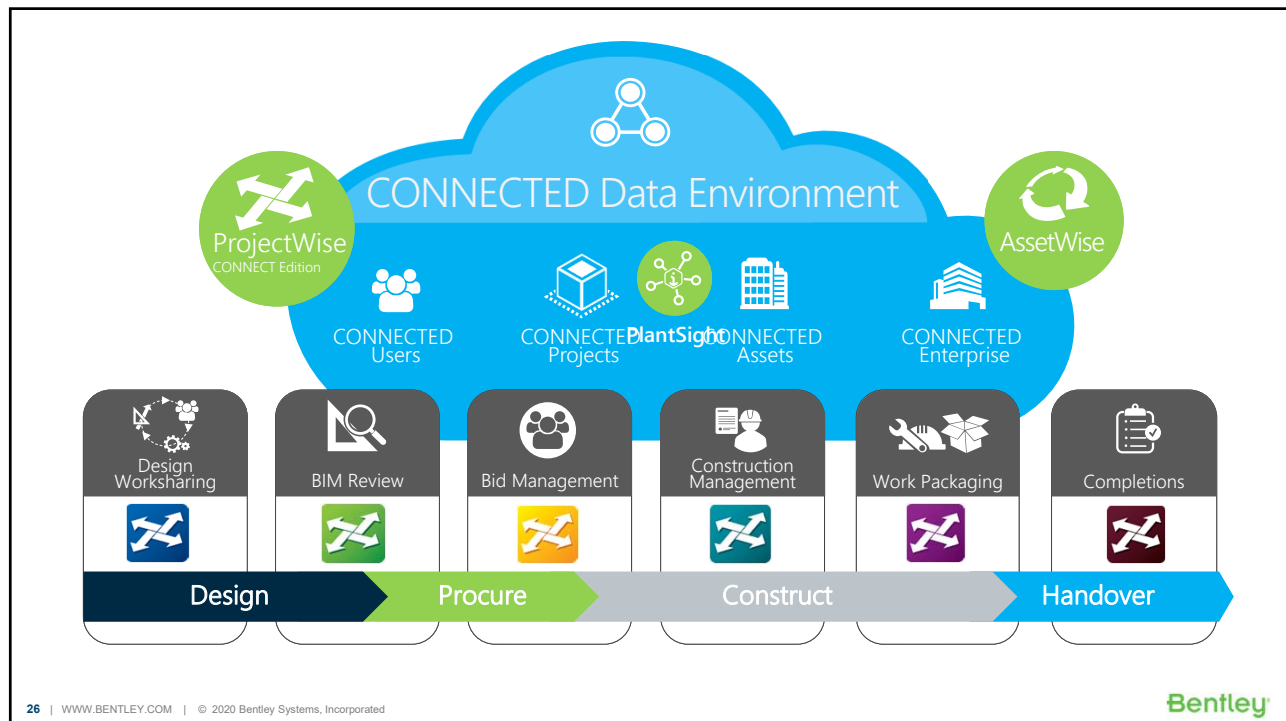 CONNECTED Data Environment
ProjectWise
CONNECT Edition
AssetWise
CONNECTED
Users
CONNECTED
Projects
PlantSight
CONNECTED
Assets
CONNECTED
Enterprise
Design
Worksharing
BIM Review
Bid Management
Construction
Management
Work Packaging
Completions
Design
Procure
Construct
Handover
26 | WWW.BENTLEY.COM | © 2020 Bentley Systems, Incorporated
Bentley